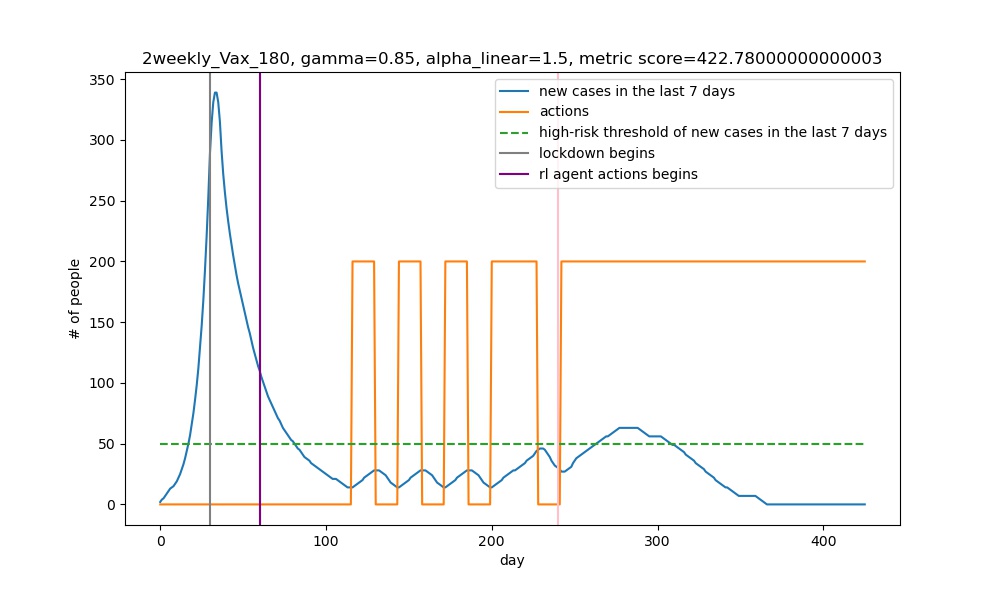 2weekly_Vax_180, gamma=0.85, alpha_linear=1.5, metric score=422.78000000000003
new cases in the last 7 days
actions
high-risk threshold of new cases in the last 7 days
lockdown begins
rl agent actions begins
# of people
350
300
250
200
150
100
50
0
0 100 200 300 400
day